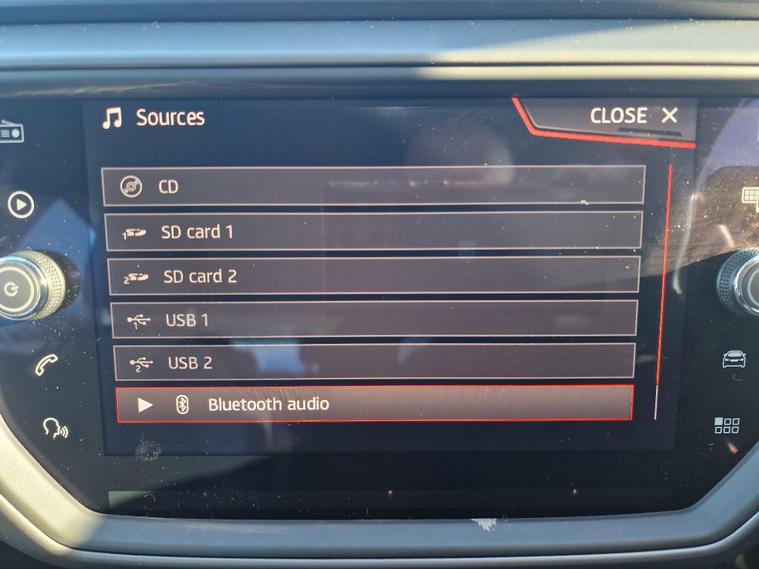 Sources
CLOSE X
CD
SD card 1
SD card 2
USB 1
USB 2
Bluetooth audio